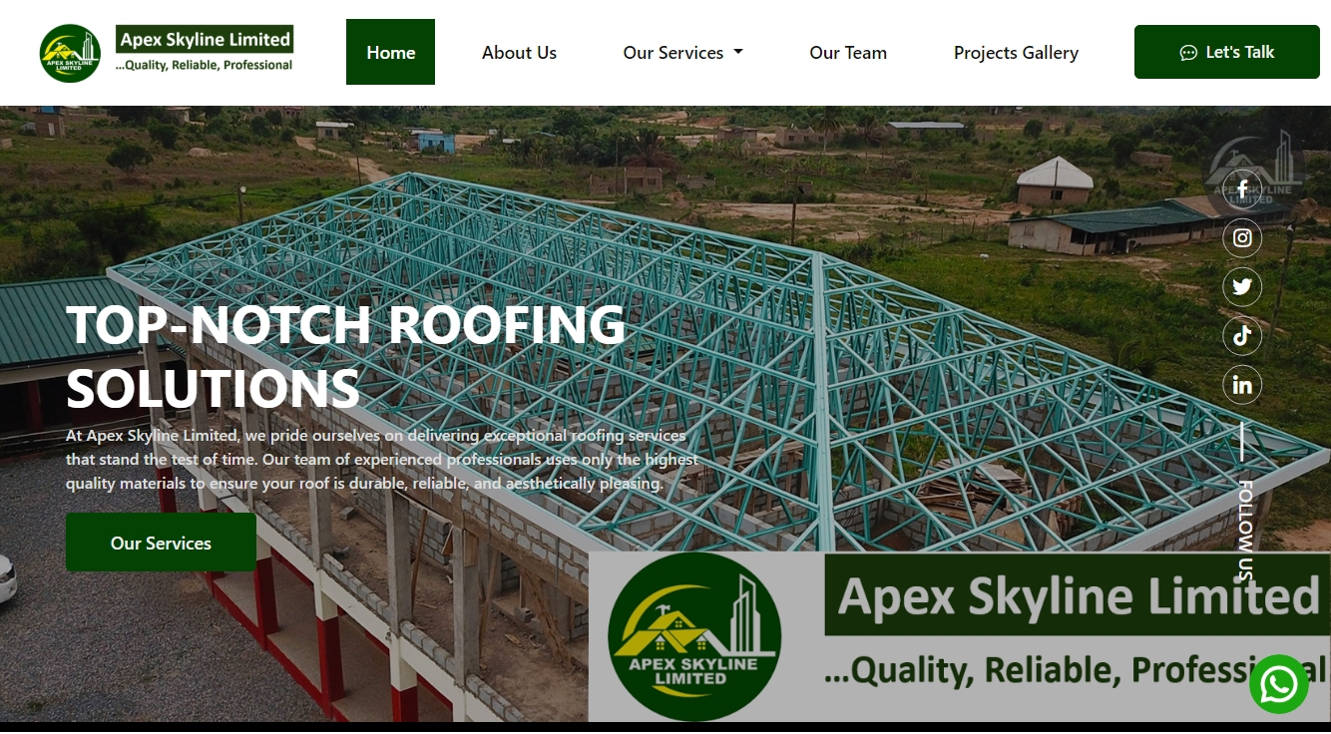 APEX SKYLINE
LIMITED
Apex Skyline Limited
...Quality, Reliable, Professional
Home
About Us
Our Services
Our Team
Projects Gallery
Let's Talk
APEX SKYLINE
LIMITED
TOP-NOTCH ROOFING
SOLUTIONS
At Apex Skyline Limited, we pride ourselves on delivering exceptional roofing services
that stand the test of time. Our team of experienced professionals uses only the highest
quality materials to ensure your roof is durable, reliable, and aesthetically pleasing.
Our Services
FOLLOW US
APEX SKYLINE
LIMITED
Apex Skyline Limited
...Quality, Reliable, Professional